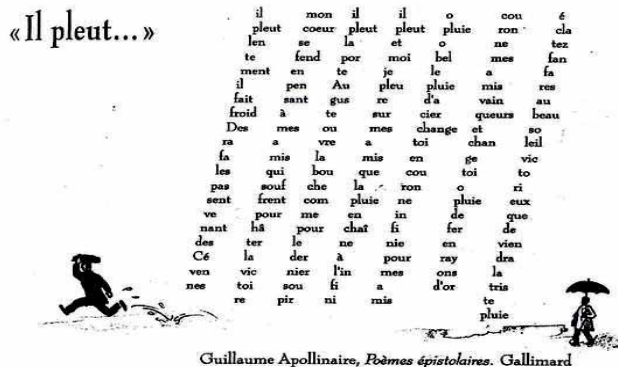 « Il pleut... »
il mon il il o cou é
pleut coeur pleut pleut pluie ron cla
len se la et o ne tez
te fend por moi bel mes fan
ment en te je le a fa
il pen Au pleu pluie mis res
fait sant gus re d'a vain au
froid à te sur cier queurs beau
Des mes ou mes change et so
ra a vre a toi chan leil
fa mis la mis en ge vic
les qui bou que cou toi to
pas souf che la ron o ri
sent frent com pluie ne pluie eux
ve pour me en in de que
nant hâ pour chaî fi fer de
des ter le ne nie en vien
Cé la der à pour ray dra
ven vic nier l'in mes ons la
nes toi sou fi a d'or tris
re pir ni mis te
pluie
Guillaume Apollinaire, Poèmes épistolaires. Gallimard